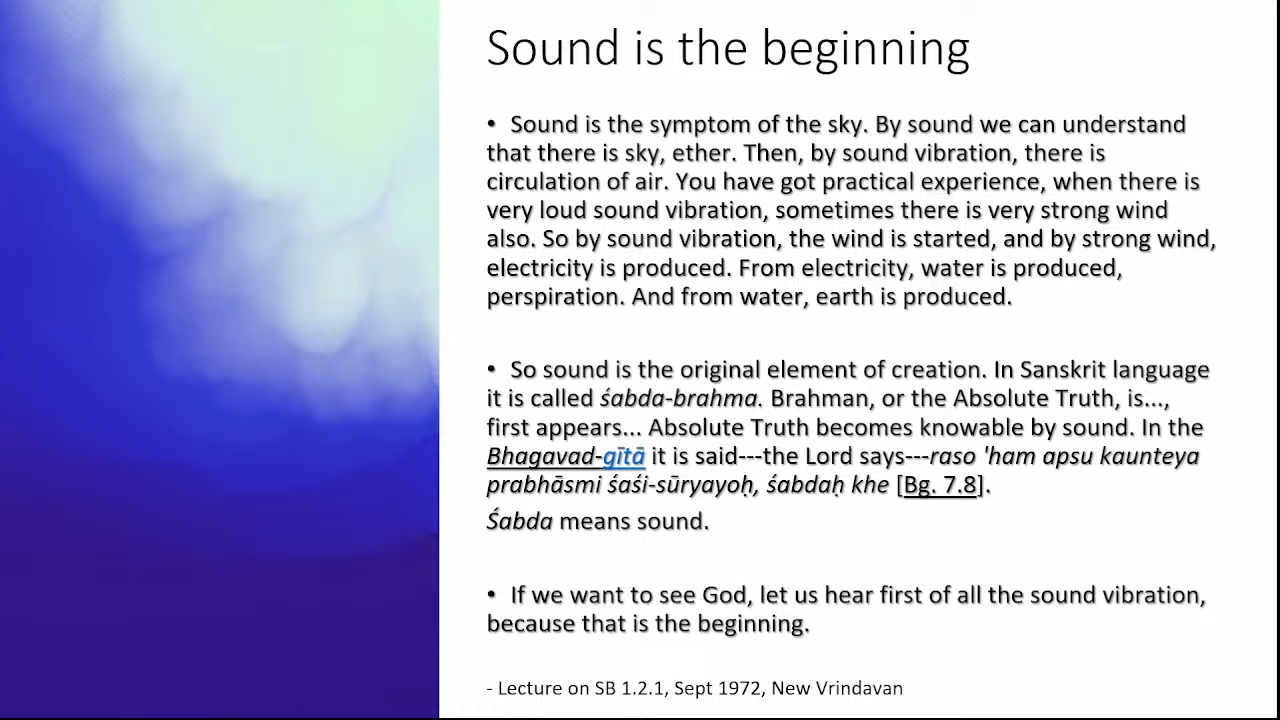 Sound is the beginning
• Sound is the symptom of the sky. By sound we can understand
that there is sky, ether. Then, by sound vibration, there is
circulation of air. You have got practical experience, when there is
very loud sound vibration, sometimes there is very strong wind
also. So by sound vibration, the wind is started, and by strong wind,
electricity is produced. From electricity, water is produced,
perspiration. And from water, earth is produced.
• So sound is the original element of creation. In Sanskrit language
it is called śabda-brahma. Brahman, or the Absolute Truth, is...,
first appears... Absolute Truth becomes knowable by sound. In the
Bhagavad-gītā it is said---the Lord says---raso 'ham apsu kaunteya
prabhāsmi śaśi-sūryayoḥ, śabdaḥ khe [Bg. 7.8].
Śabda means sound.
• If we want to see God, let us hear first of all the sound vibration,
because that is the beginning.
- Lecture on SB 1.2.1, Sept 1972, New Vrindavan